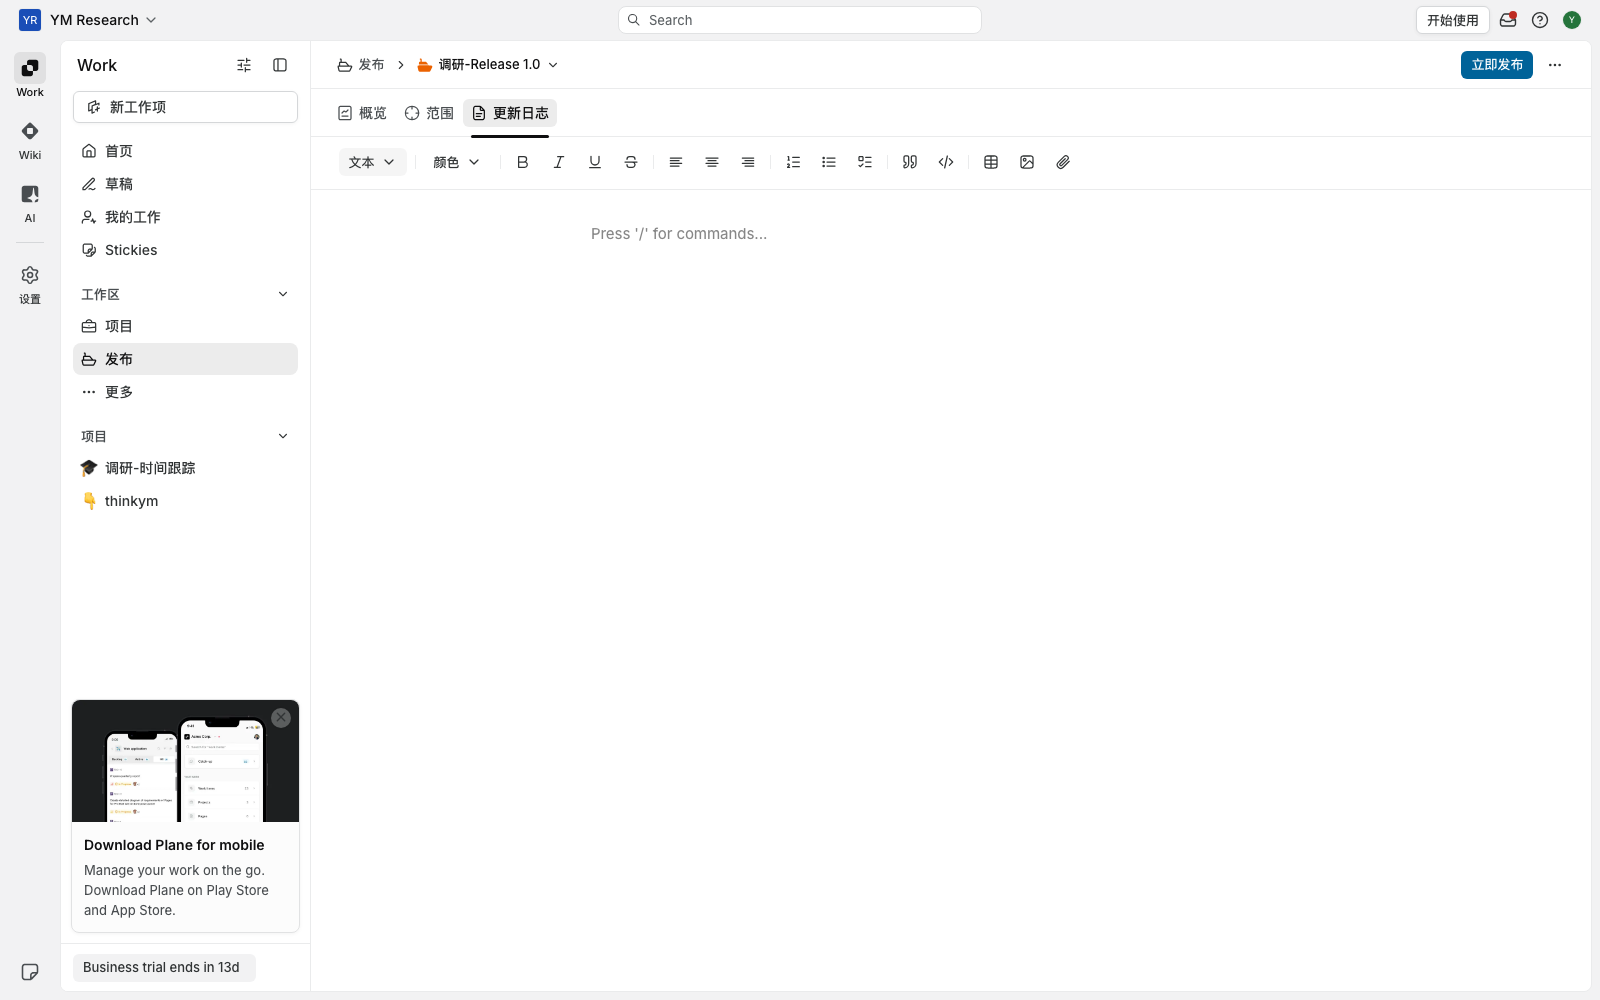 YR YM Research
Search
开始使用
Y
Work
Wiki
AI
设置
Work
新工作项
首页
草稿
我的工作
Stickies
工作区
项目
发布
更多
项目
调研-时间跟踪
thinkym
Download Plane for mobile
Manage your work on the go.
Download Plane on Play Store
and App Store.
Business trial ends in 13d
发布 调研-Release 1.0
立即发布
概览 范围 更新日志
文本 颜色
Press '/' for commands...